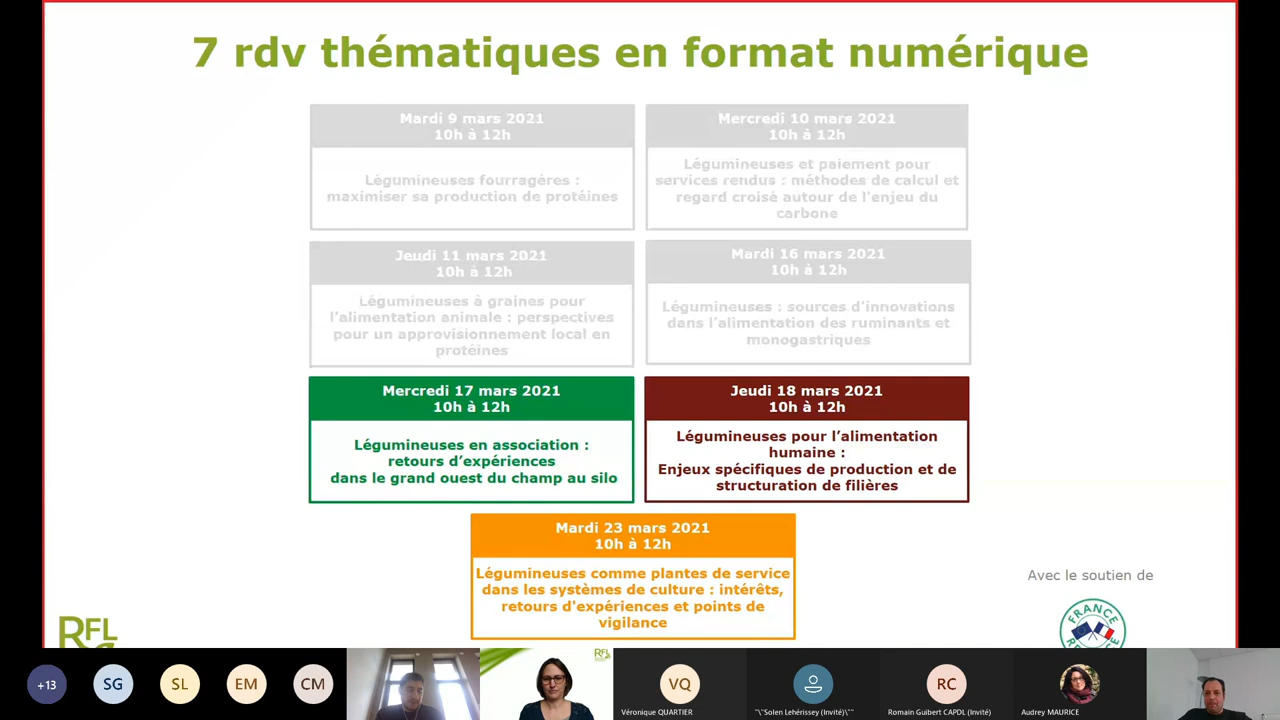 7 rdv thématiques en format numérique
Mardi 9 mars 2021
10h à 12h
Légumineuses fourragères :
maximiser sa production de protéines
Mercredi 10 mars 2021
10h à 12h
Légumineuses et paiement pour
services rendus : méthodes de calcul et
regard croisé autour de l'enjeu du
carbone
Jeudi 11 mars 2021
10h à 12h
Légumineuses à graines pour
l'alimentation animale : perspectives
pour un approvisionnement local en
protéines
Mardi 16 mars 2021
10h à 12h
Légumineuses : sources d'innovations
dans l'alimentation des ruminants et
monogastriques
Mercredi 17 mars 2021
10h à 12h
Légumineuses en association :
retours d’expériences
dans le grand ouest du champ au silo
Jeudi 18 mars 2021
10h à 12h
Légumineuses pour l’alimentation
humaine :
Enjeux spécifiques de production et de
structuration de filières
Mardi 23 mars 2021
10h à 12h
Légumineuses comme plantes de service
dans les systèmes de culture : intérêts,
retours d'expériences et points de
vigilance
Avec le soutien de
FRANCE
RFL
+13
SG
SL
EM
CM
RFL
VQ
Véronique QUARTIER
"\"Solen Lehérissey (Invité)\""
RC
Romain Guibert CAPDL (Invité)
Audrey MAURICE